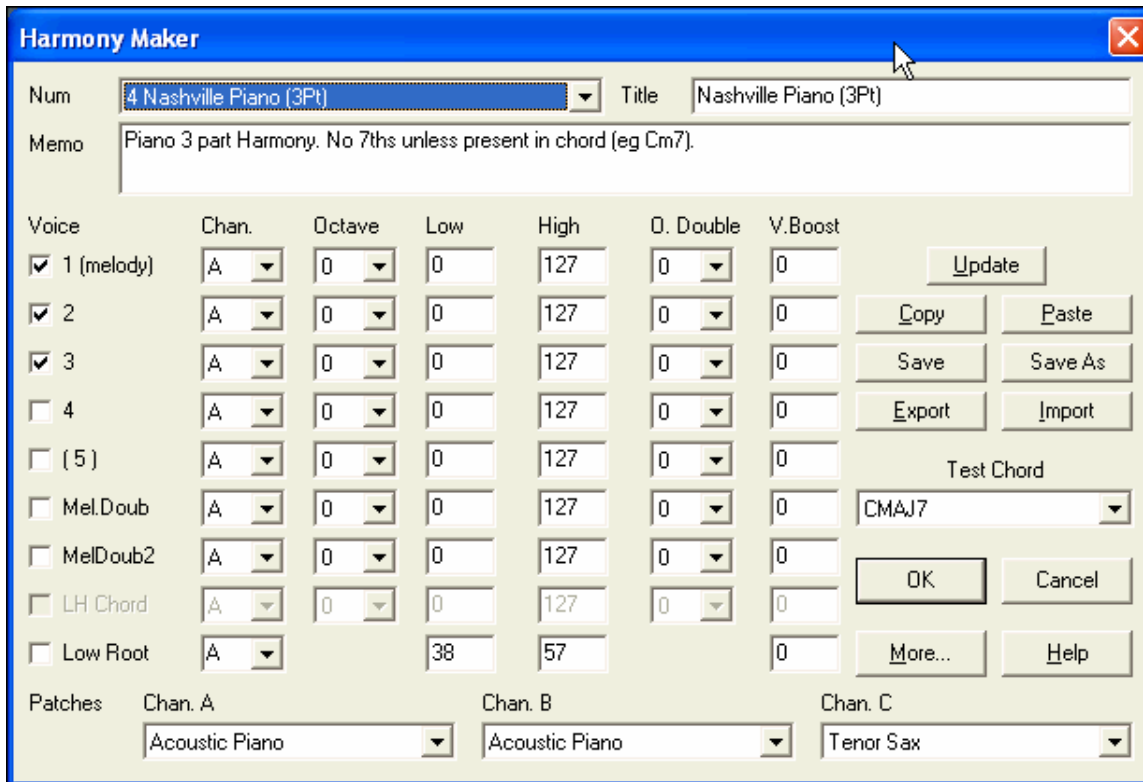 Harmony Maker
Num 4 Nashville Piano (3Pt) Title Nashville Piano (3Pt)
Memo Piano 3 part Harmony. No 7ths unless present in chord (eg Cm7).
Voice Chan. Octave Low High O. Double V.Boost
1 (melody) A 0 0 127 0 0 Update
2 A 0 0 127 0 0 Copy Paste
3 A 0 0 127 0 0 Save Save As
4 A 0 0 127 0 0 Export Import
( 5 ) A 0 0 127 0 0
Test Chord
Mel.Doub A 0 0 127 0 0 CMAJ7
MelDoub2 A 0 0 127 0 0
OK Cancel
LH Chord A 0 0 127 0 0
Low Root A 38 57 0 More... Help
Patches Chan. A Chan. B Chan. C
Acoustic Piano Acoustic Piano Tenor Sax